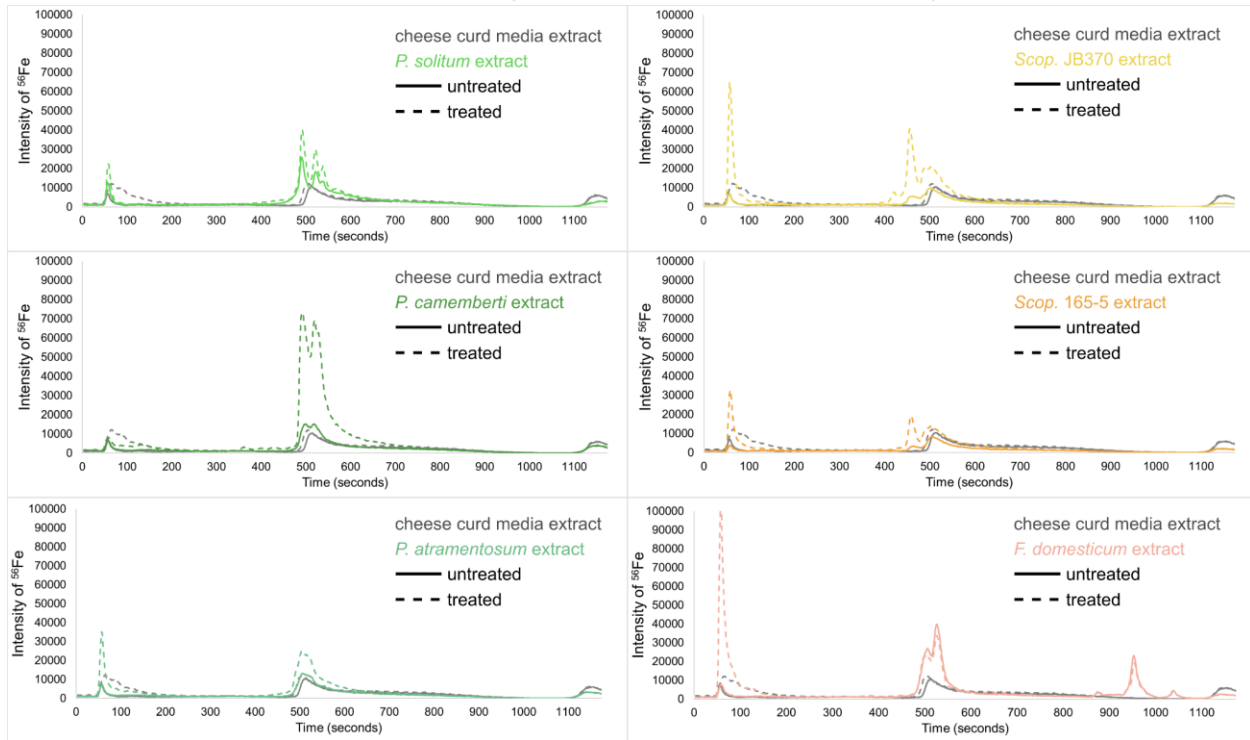 100000
90000
80000
70000
60000
50000
40000
30000
20000
10000
0
Intensity of ⁵⁶Fe
cheese curd media extract
P. solitum extract
untreated
treated
0 100 200 300 400 500 600 700 800 900 1000 1100
Time (seconds)
100000
90000
80000
70000
60000
50000
40000
30000
20000
10000
0
Intensity of ⁵⁶Fe
cheese curd media extract
Scop. JB370 extract
untreated
treated
0 100 200 300 400 500 600 700 800 900 1000 1100
Time (seconds)
100000
90000
80000
70000
60000
50000
40000
30000
20000
10000
0
Intensity of ⁵⁶Fe
cheese curd media extract
P. camemberti extract
untreated
treated
0 100 200 300 400 500 600 700 800 900 1000 1100
Time (seconds)
100000
90000
80000
70000
60000
50000
40000
30000
20000
10000
0
Intensity of ⁵⁶Fe
cheese curd media extract
Scop. 165-5 extract
untreated
treated
0 100 200 300 400 500 600 700 800 900 1000 1100
Time (seconds)
100000
90000
80000
70000
60000
50000
40000
30000
20000
10000
0
Intensity of ⁵⁶Fe
cheese curd media extract
P. atramentosum extract
untreated
treated
0 100 200 300 400 500 600 700 800 900 1000 1100
Time (seconds)
100000
90000
80000
70000
60000
50000
40000
30000
20000
10000
0
Intensity of ⁵⁶Fe
cheese curd media extract
F. domesticum extract
untreated
treated
0 100 200 300 400 500 600 700 800 900 1000 1100
Time (seconds)